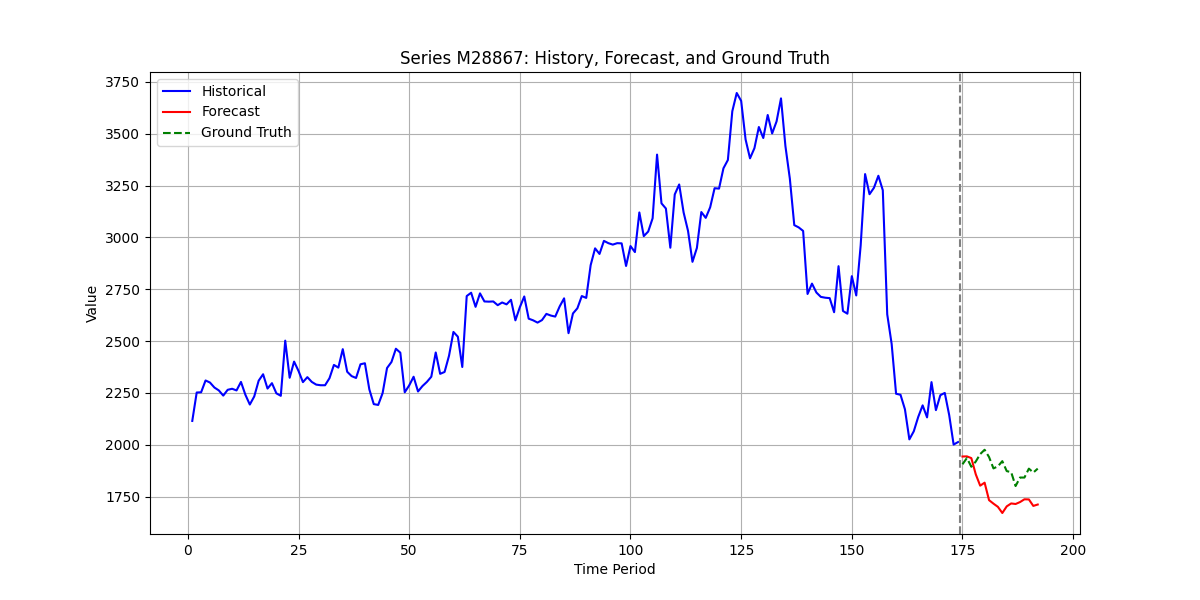 Series M28867: History, Forecast, and Ground Truth
Historical
Forecast
Ground Truth
3750
3500
3250
3000
2750
2500
2250
2000
1750
Value
0 25 50 75 100 125 150 175 200
Time Period